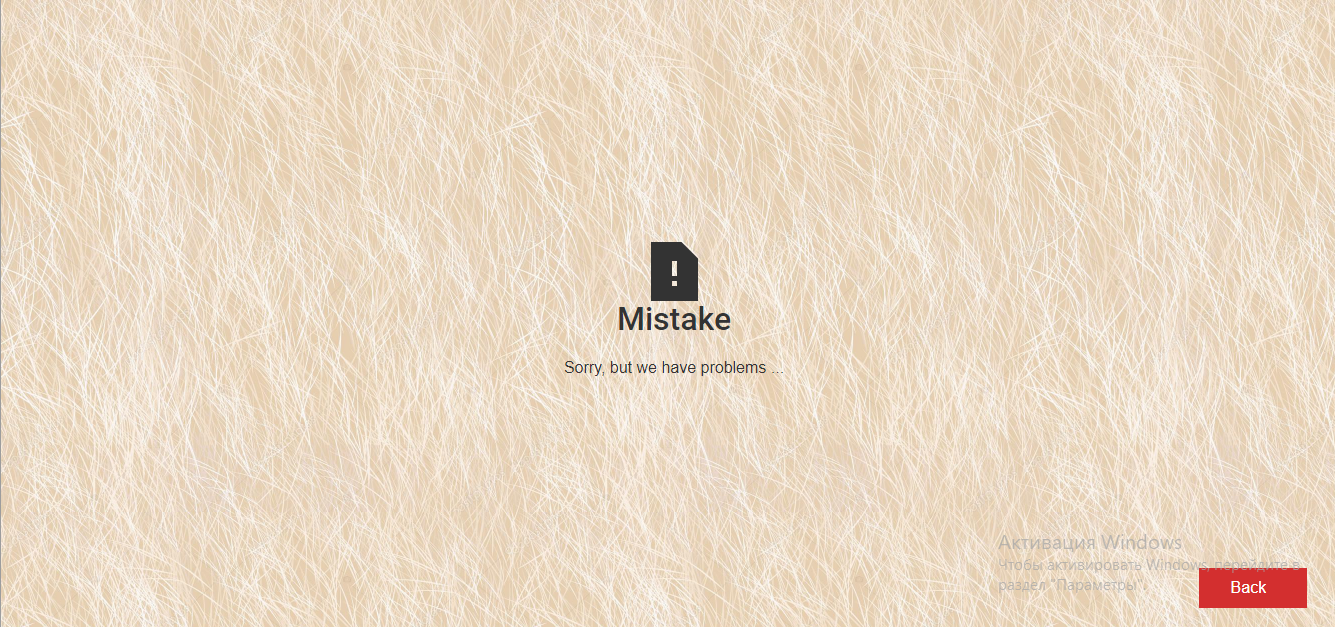 !
Mistake
Sorry, but we have problems ...
Активация Windows
Чтобы активировать Windows, перейдите в
раздел "Параметры".
Back